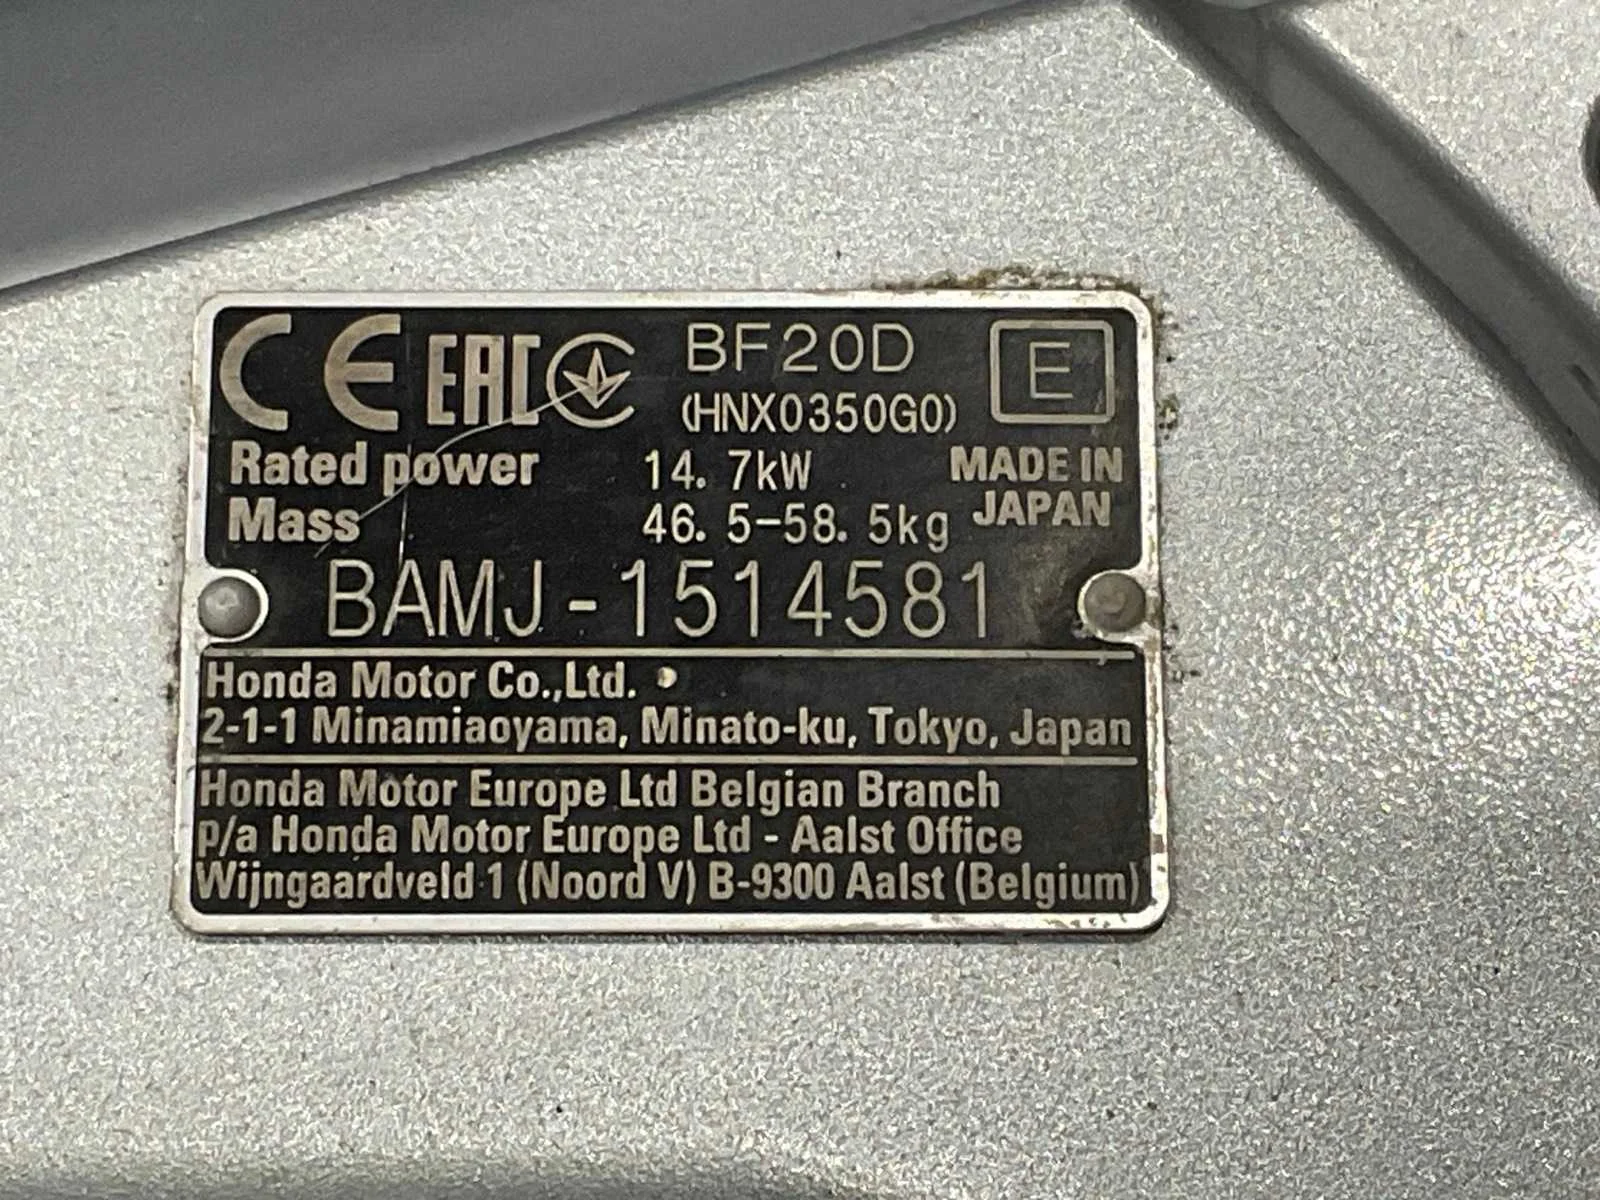 CE EAC BF20D E
(HNX0350G0)
Rated power 14.7kW MADE IN
Mass 46.5-58.5kg JAPAN
BAMJ-1514581
Honda Motor Co.,Ltd.
2-1-1 Minamiaoyama, Minato-ku, Tokyo, Japan
Honda Motor Europe Ltd Belgian Branch
p/a Honda Motor Europe Ltd - Aalst Office
Wijngaardveld 1 (Noord V) B-9300 Aalst (Belgium)